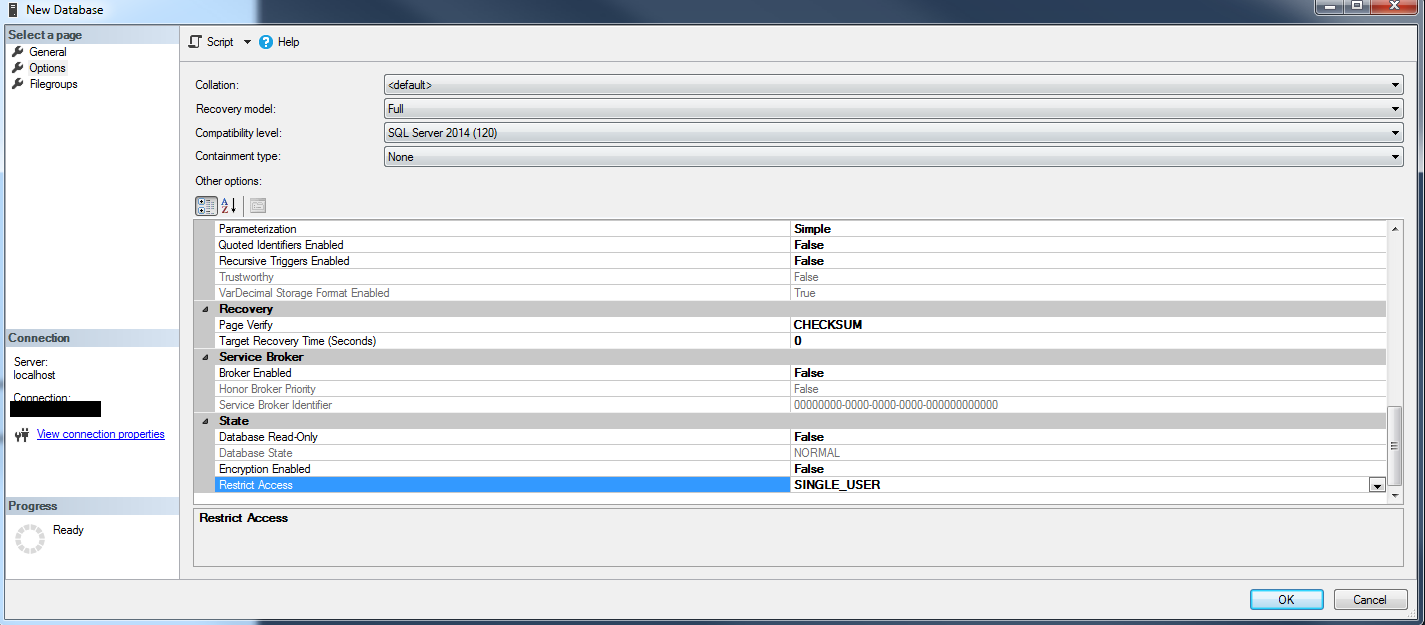 New Database
Select a page
General
Options
Filegroups
Script Help
Collation: <default>
Recovery model: Full
Compatibility level: SQL Server 2014 (120)
Containment type: None
Other options:
Parameterization Simple
Quoted Identifiers Enabled False
Recursive Triggers Enabled False
Trustworthy False
VarDecimal Storage Format Enabled True
Recovery
Page Verify CHECKSUM
Target Recovery Time (Seconds) 0
Service Broker
Broker Enabled False
Honor Broker Priority False
Service Broker Identifier 00000000-0000-0000-0000-000000000000
State
Database Read-Only False
Database State NORMAL
Encryption Enabled False
Restrict Access SINGLE_USER
Restrict Access
Connection
Server:
localhost
Connection:
View connection properties
Progress
Ready
OK Cancel